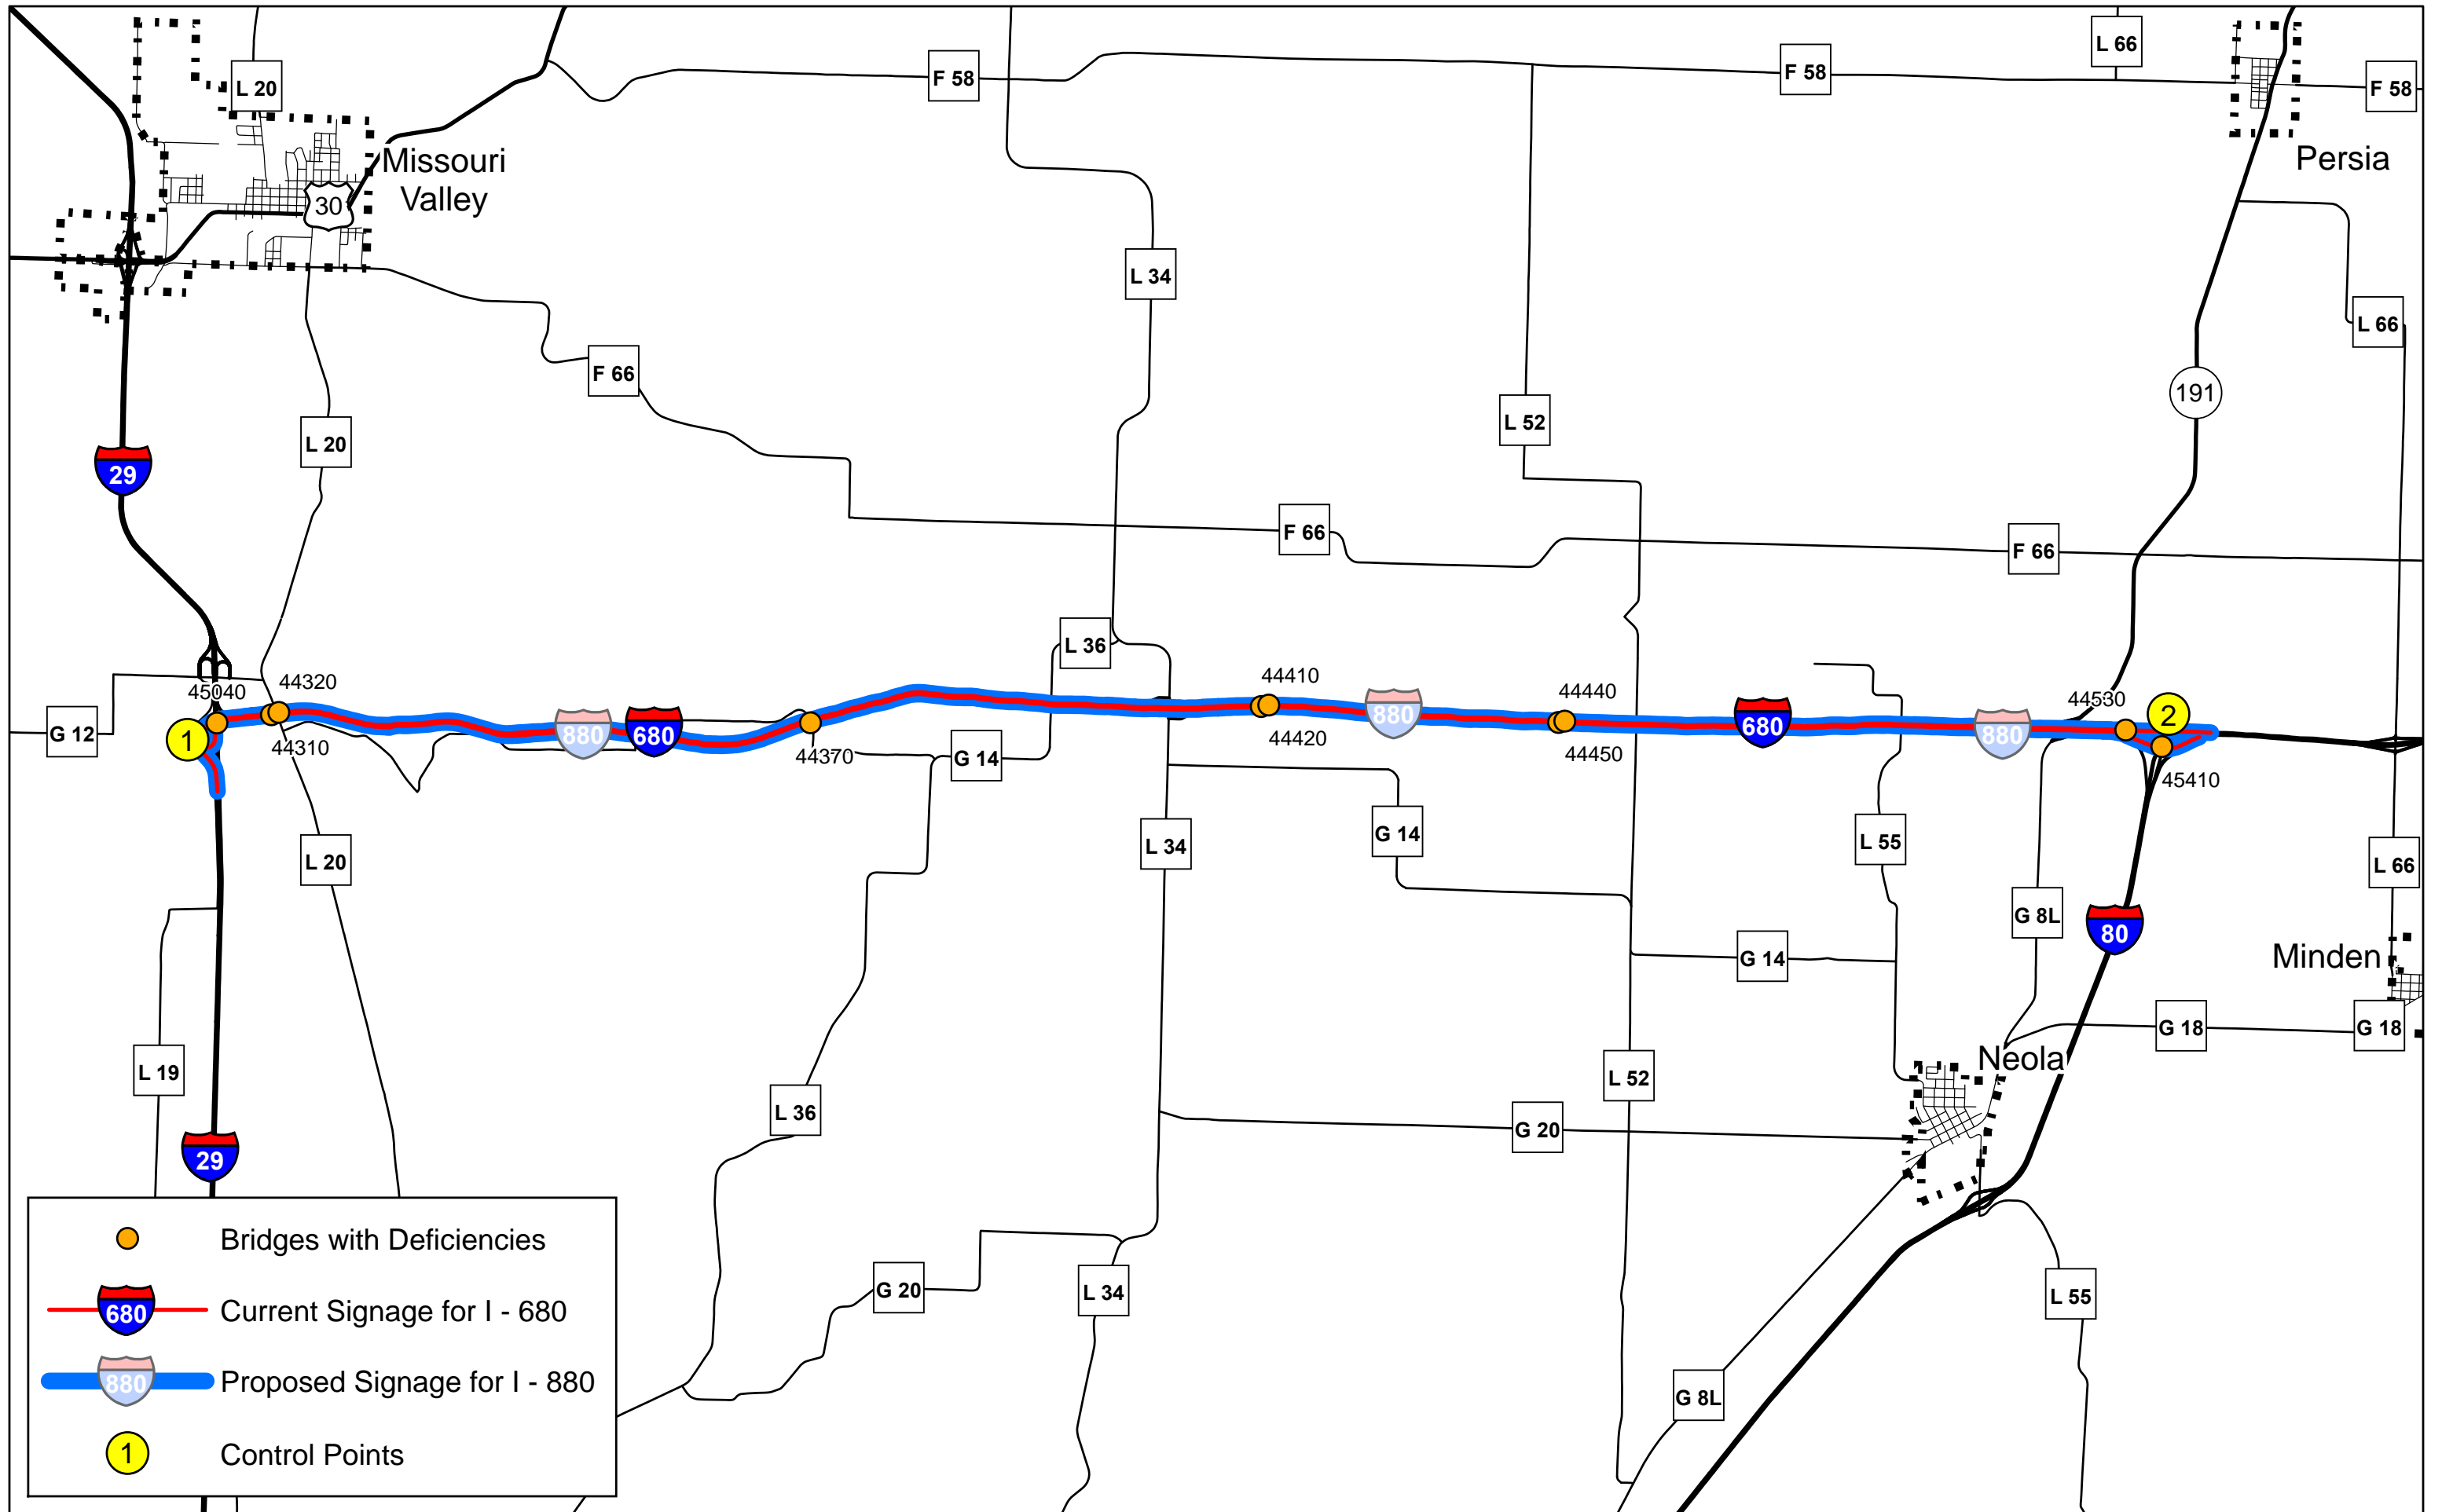 L 66
F 58
F 58
F 58
L 20
Missouri
Valley
30
Persia
L 34
L 66
F 66
191
L 52
L 20
29
F 66
F 66
L 36
45040
44320
44410
44440
44530
2
1
G 12
44310
880
680
44370
G 14
880
44420
44450
680
880
45410
G 14
L 34
L 55
L 20
L 66
G 8L
80
Minden
G 14
G 18
G 18
Neola
L 19
L 52
L 36
G 20
29
G 20
L 34
L 55
G 8L
Bridges with Deficiencies
680
Current Signage for I - 680
880
Proposed Signage for I - 880
1
Control Points